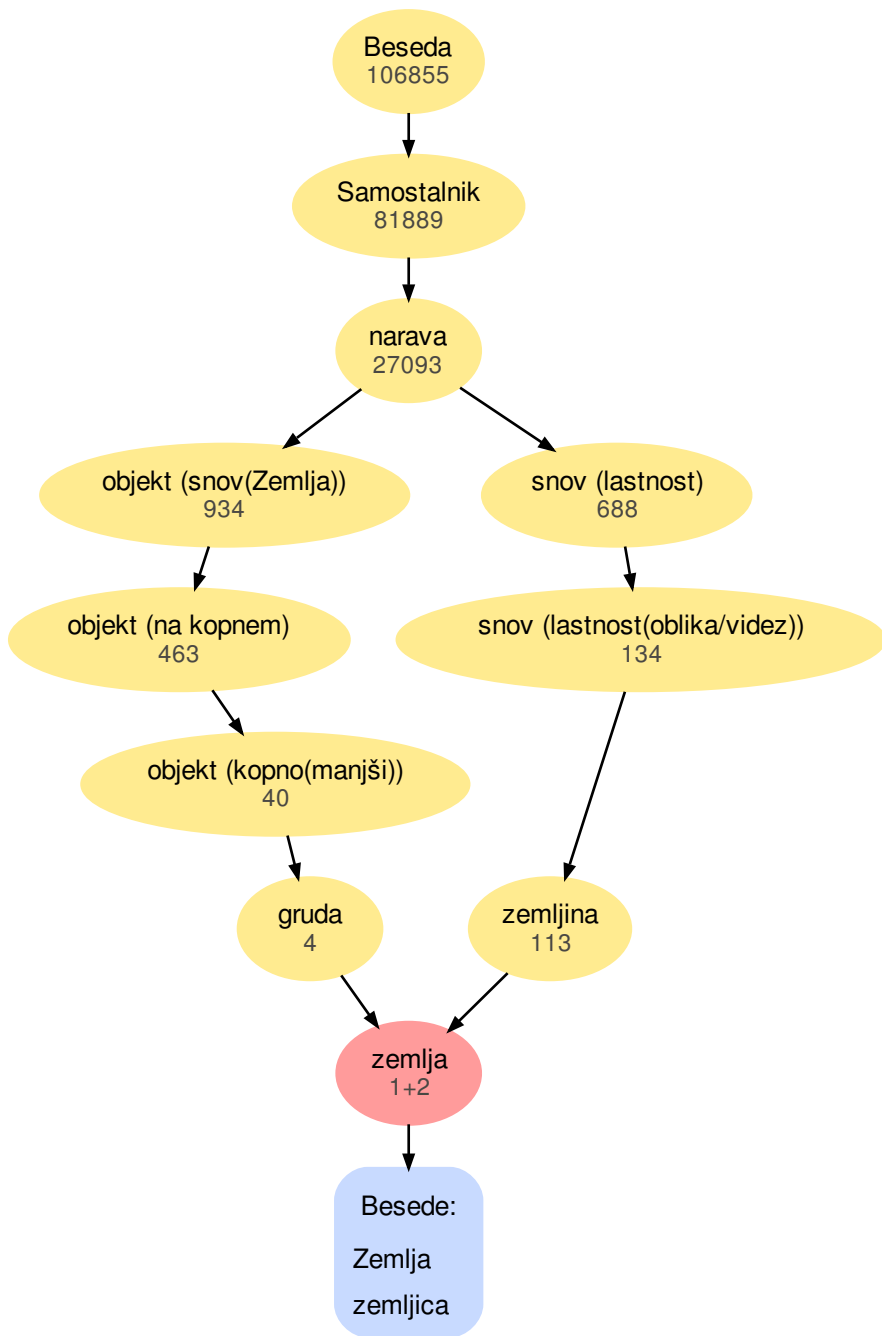 Beseda
106855
Samostalnik
81889
narava
27093
objekt (snov(Zemlja))
934
snov (lastnost)
688
objekt (na kopnem)
463
snov (lastnost(oblika/videz))
134
objekt (kopno(manjši))
40
gruda
4
zemljina
113
zemlja
1+2
Besede:
Zemlja
zemljica